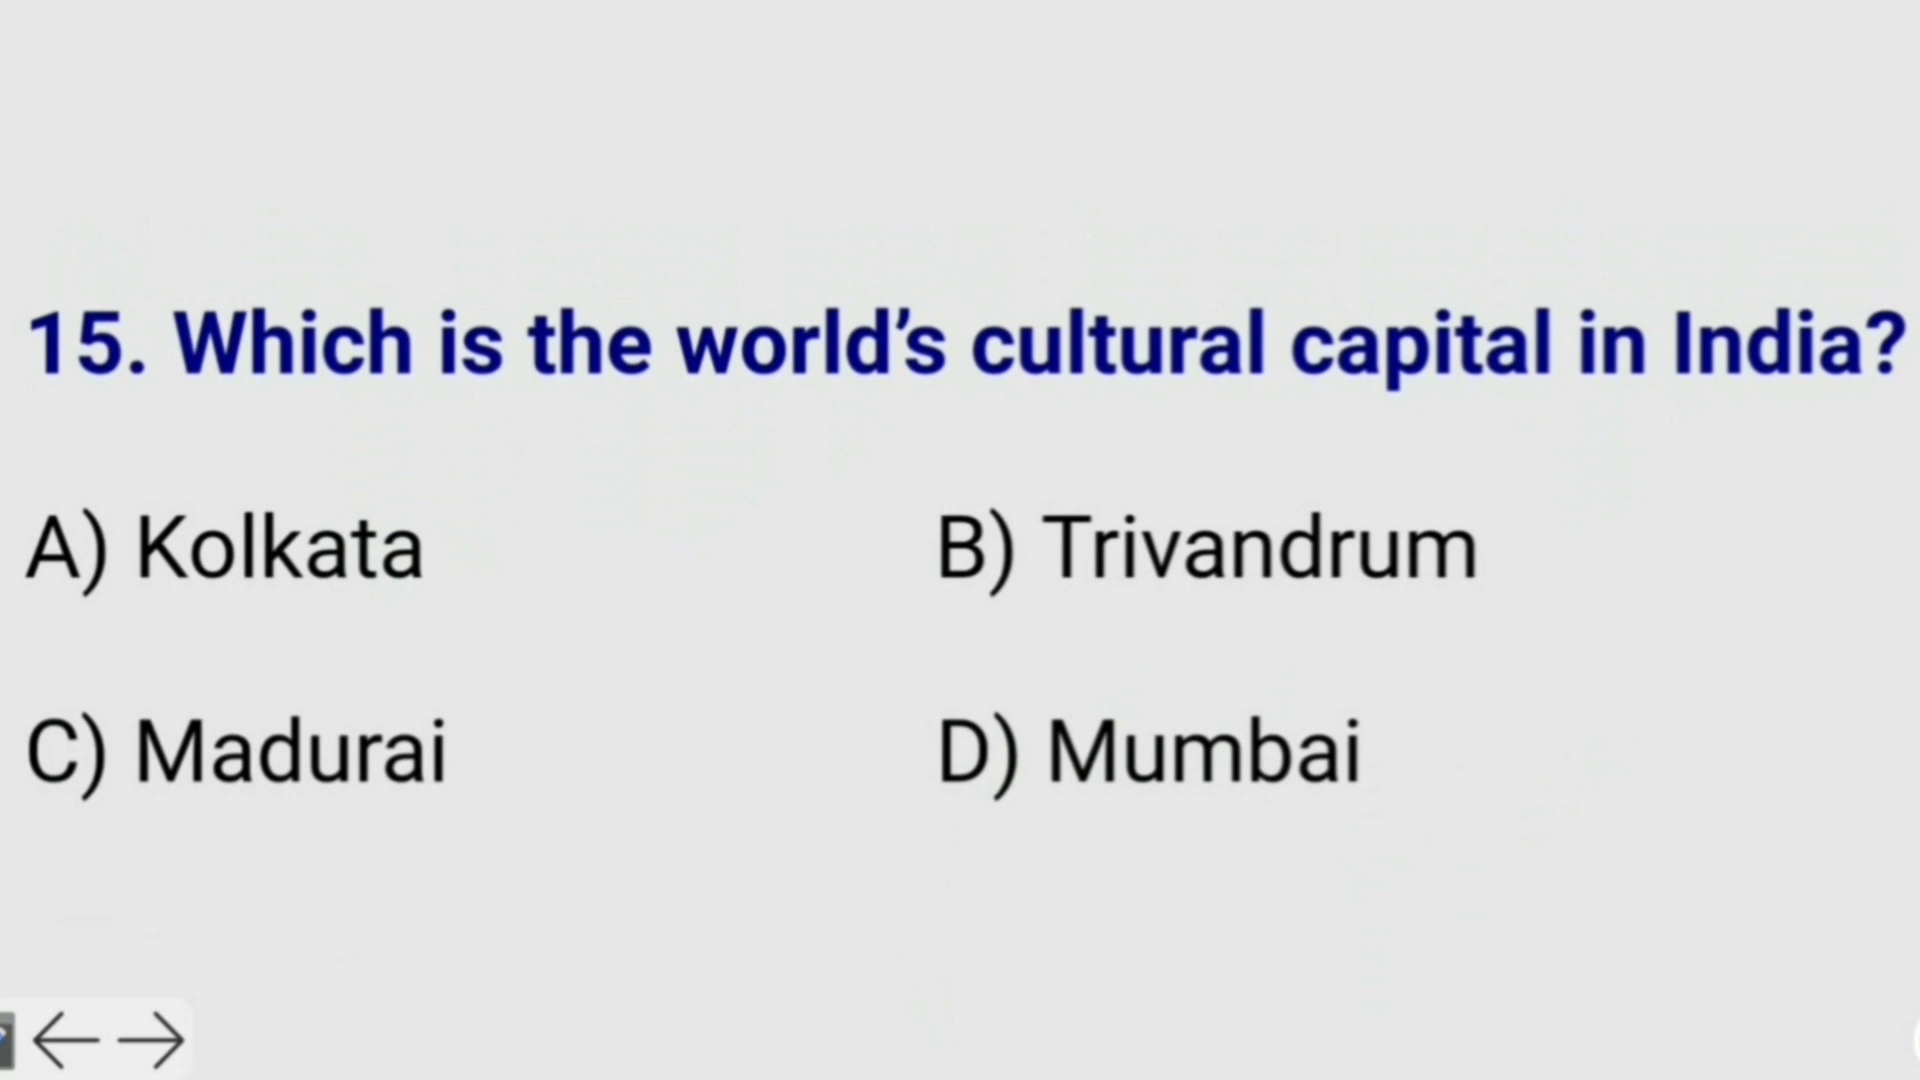 15. Which is the world’s cultural capital in India?
A) Kolkata B) Trivandrum
C) Madurai D) Mumbai